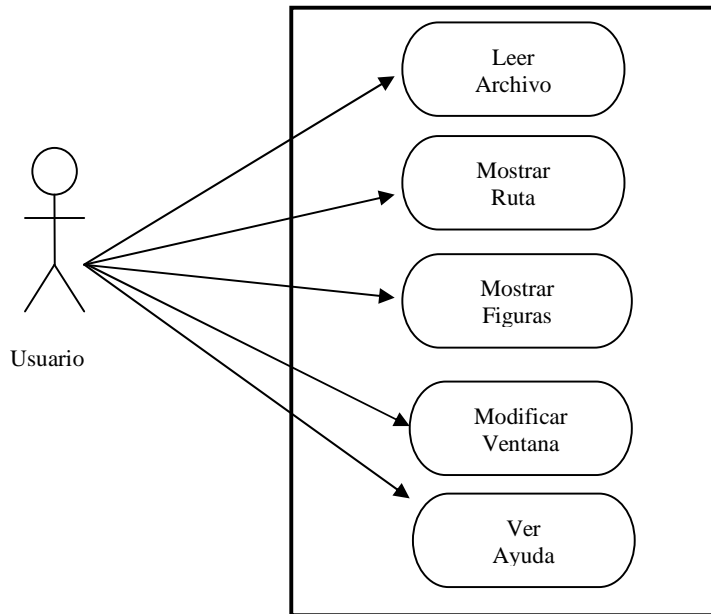 Leer
Archivo
Mostrar
Ruta
Mostrar
Figuras
Usuario
Modificar
Ventana
Ver
Ayuda